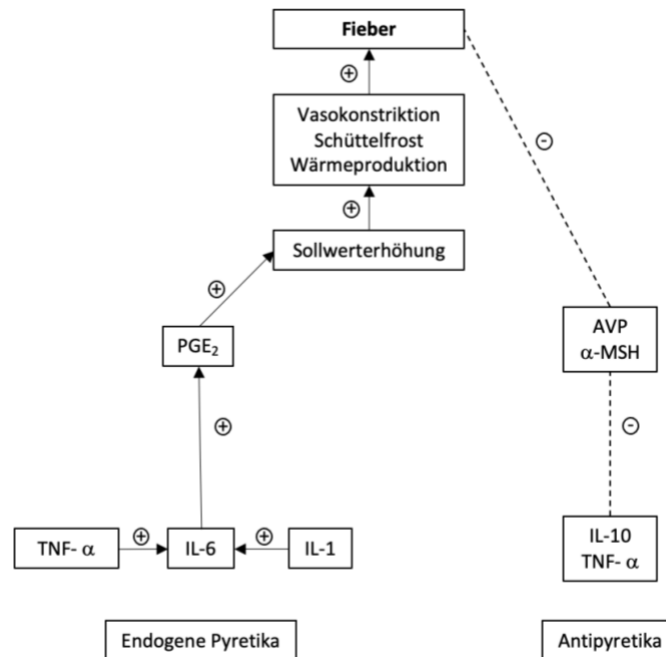 Fieber
⊕
⊖
Vasokonstriktion
Schüttelfrost
Wärmeproduktion
⊕
Sollwerterhöhung
⊕
AVP
α-MSH
PGE₂
⊕
⊖
TNF- α
⊕
IL-6
⊕
IL-1
IL-10
TNF- α
Endogene Pyretika
Antipyretika